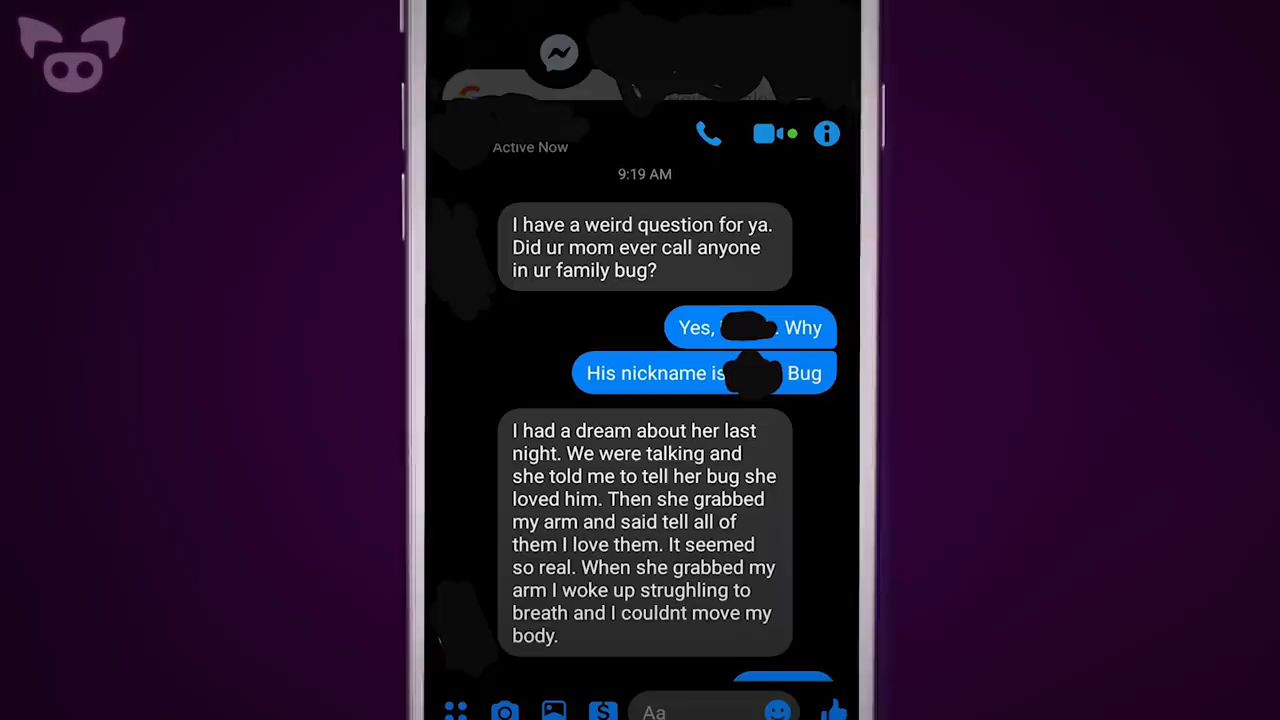 Active Now
9:19 AM
I have a weird question for ya.
Did ur mom ever call anyone
in ur family bug?
Yes, . Why
His nickname is Bug
I had a dream about her last
night. We were talking and
she told me to tell her bug she
loved him. Then she grabbed
my arm and said tell all of
them I love them. It seemed
so real. When she grabbed my
arm I woke up strughling to
breath and I couldnt move my
body.
Aa